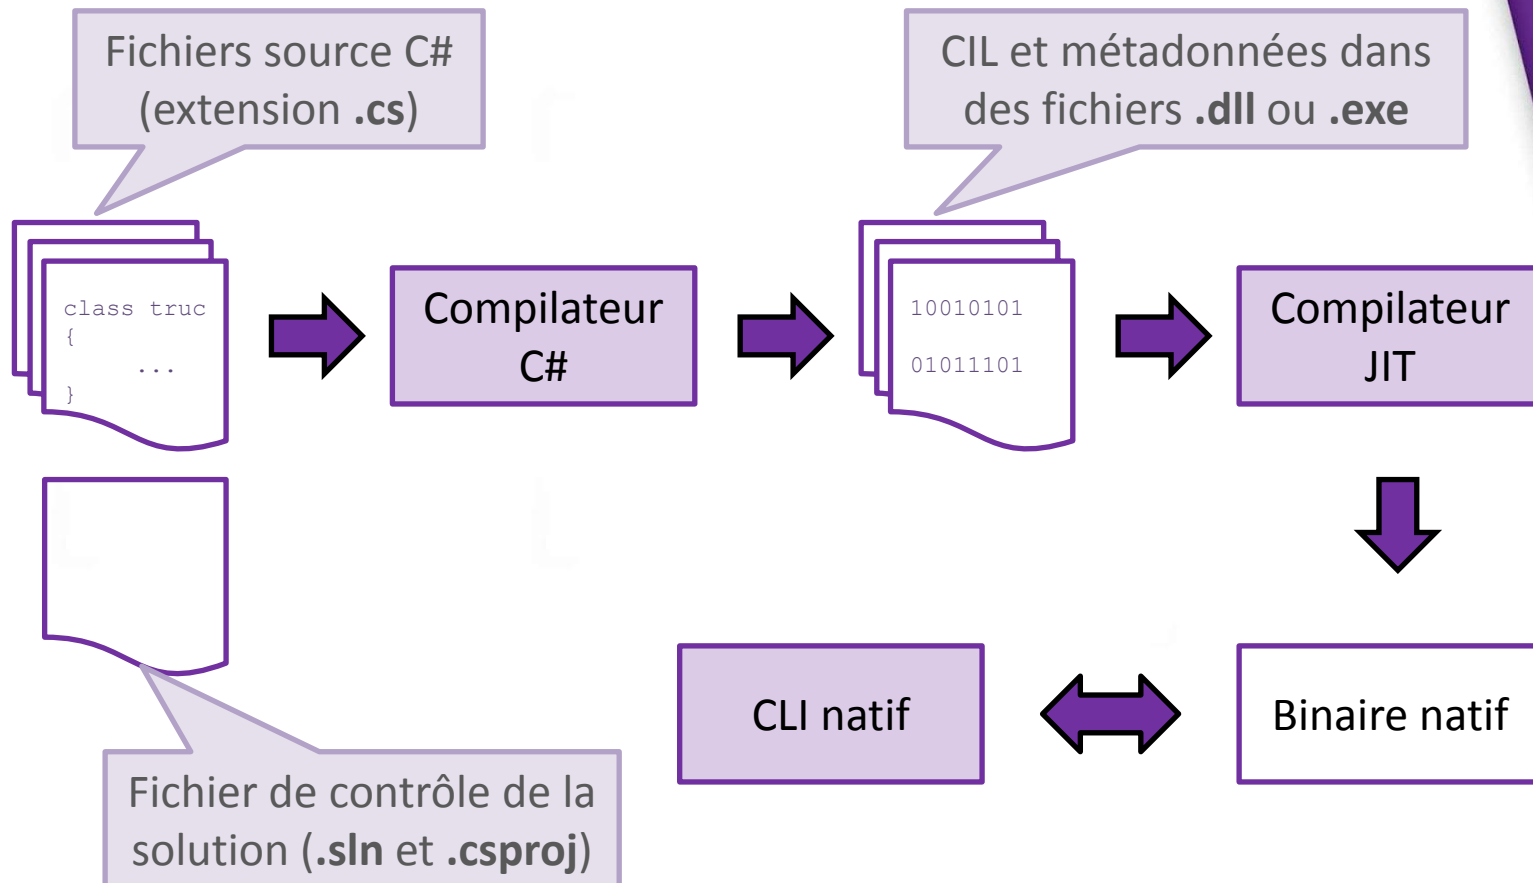 Fichiers source C#
(extension .cs)
CIL et métadonnées dans
des fichiers .dll ou .exe
class truc
{
...
}
Compilateur
C#
10010101
01011101
Compilateur
JIT
CLI natif
Binaire natif
Fichier de contrôle de la
solution (.sln et .csproj)